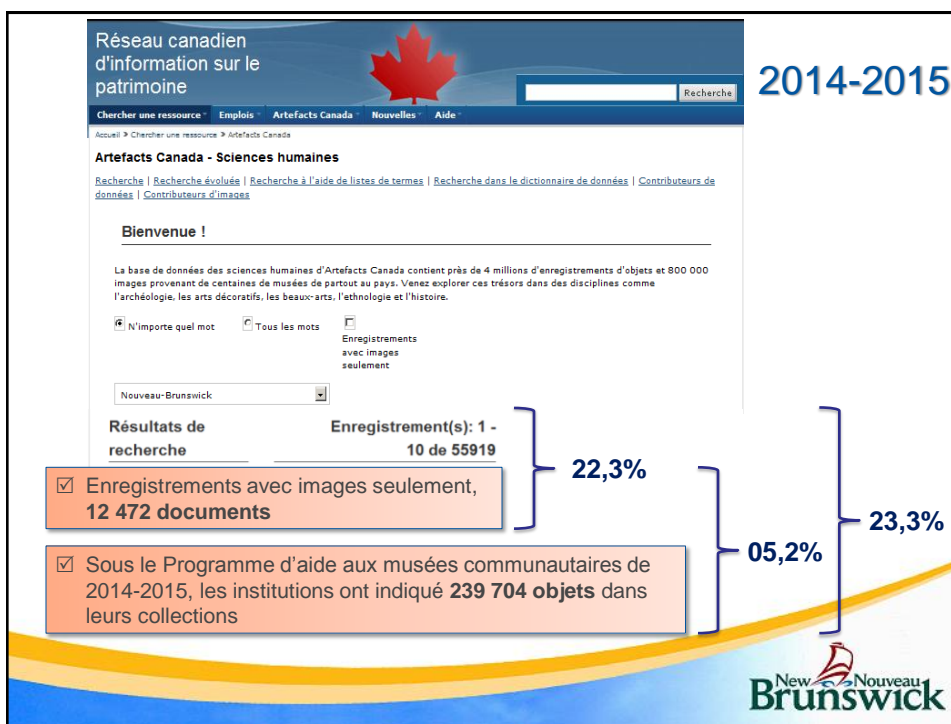 Réseau canadien
d'information sur le
patrimoine
Recherche
2014-2015
Chercher une ressource Emplois Artefacts Canada Nouvelles Aide
Accueil > Chercher une ressource > Artefacts Canada
Artefacts Canada - Sciences humaines
Recherche | Recherche évoluée | Recherche à l'aide de listes de termes | Recherche dans le dictionnaire de données | Contributeurs de
données | Contributeurs d'images
Bienvenue !
La base de données des sciences humaines d'Artefacts Canada contient près de 4 millions d'enregistrements d'objets et 800 000
images provenant de centaines de musées de partout au pays. Venez explorer ces trésors dans des disciplines comme
l'archéologie, les arts décoratifs, les beaux-arts, l'ethnologie et l'histoire.
N'importe quel mot Tous les mots
Enregistrements
avec images
seulement
Nouveau-Brunswick
Résultats de Enregistrement(s): 1 -
recherche 10 de 55919
22,3%
☑ Enregistrements avec images seulement,
12 472 documents
23,3%
05,2%
☑ Sous le Programme d'aide aux musées communautaires de
2014-2015, les institutions ont indiqué 239 704 objets dans
leurs collections
New Nouveau
Brunswick